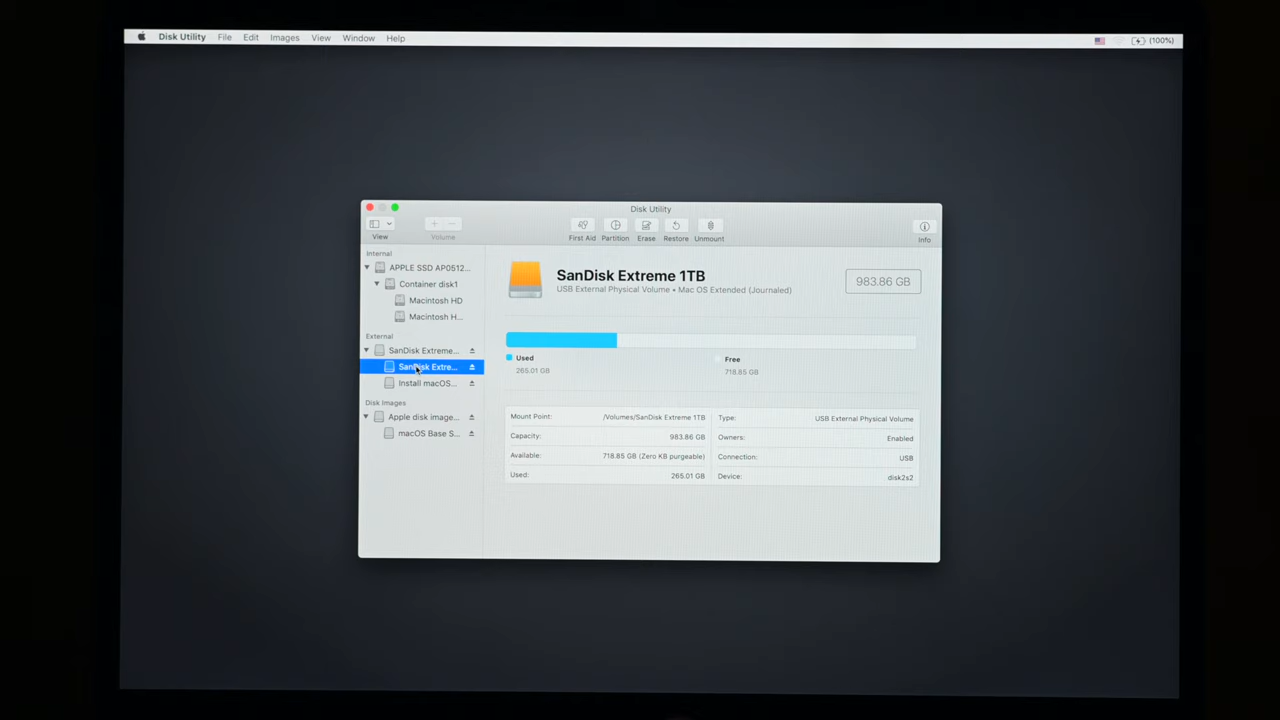 Disk Utility File Edit Images View Window Help (100%)
Disk Utility
View Volume First Aid Partition Erase Restore Unmount Info
Internal
APPLE SSD AP0512...
Container disk1
Macintosh HD
Macintosh H...
External
SanDisk Extreme...
SanDisk Extre...
Install macOS...
Disk Images
Apple disk image...
macOS Base S...
SanDisk Extreme 1TB
USB External Physical Volume • Mac OS Extended (Journaled)
983.86 GB
Used
265.01 GB
Free
718.85 GB
Mount Point: /Volumes/SanDisk Extreme 1TB
Capacity: 983.86 GB
Available: 718.85 GB (Zero KB purgeable)
Used: 265.01 GB
Type: USB External Physical Volume
Owners: Enabled
Connection: USB
Device: disk2s2